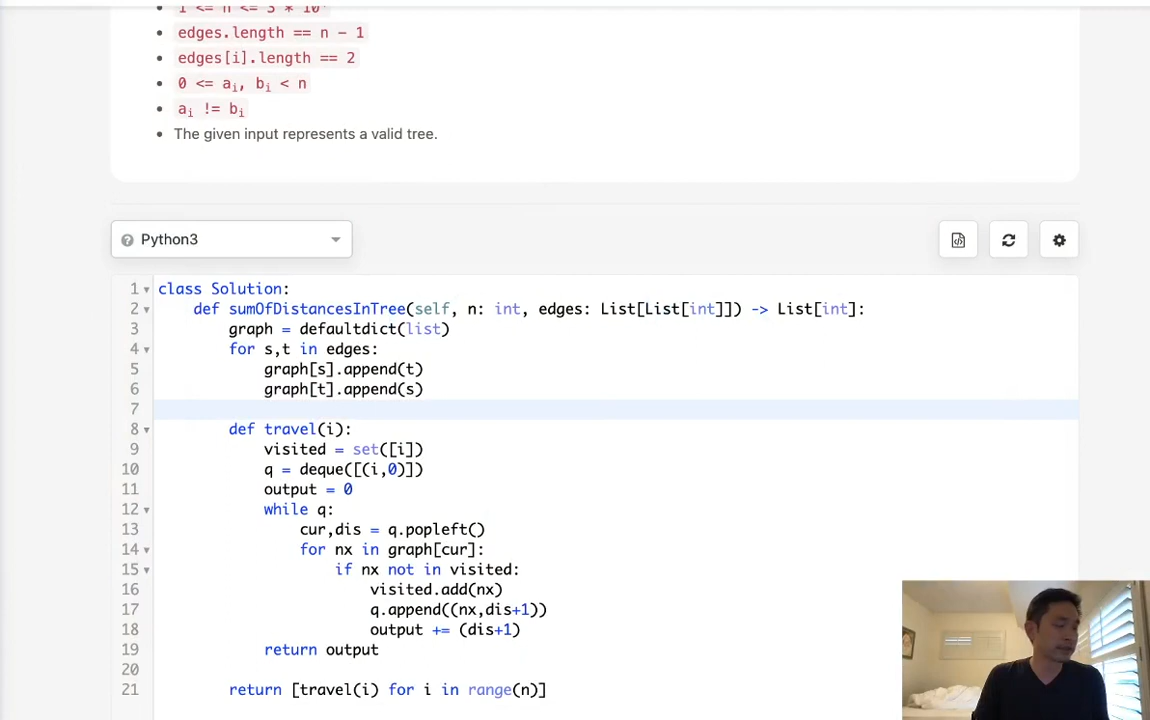 1 <= n <= 3 * 10
edges.length == n - 1
edges[i].length == 2
0 <= ai, bi < n
ai != bi
The given input represents a valid tree.
Python3
1 class Solution:
2 def sumOfDistancesInTree(self, n: int, edges: List[List[int]]) -> List[int]:
3 graph = defaultdict(list)
4 for s,t in edges:
5 graph[s].append(t)
6 graph[t].append(s)
7
8 def travel(i):
9 visited = set([i])
10 q = deque([(i,0)])
11 output = 0
12 while q:
13 cur,dis = q.popleft()
14 for nx in graph[cur]:
15 if nx not in visited:
16 visited.add(nx)
17 q.append((nx,dis+1))
18 output += (dis+1)
19 return output
20
21 return [travel(i) for i in range(n)]